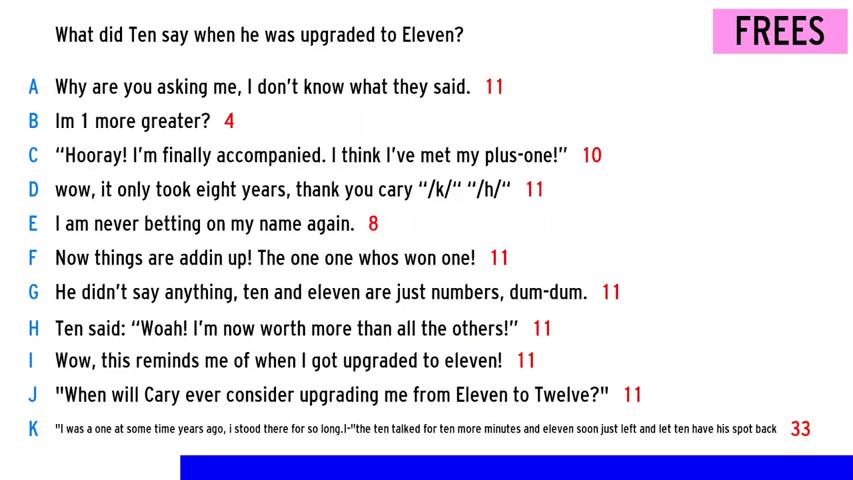 What did Ten say when he was upgraded to Eleven?
FREES
A Why are you asking me, I don't know what they said. 11
B Im 1 more greater? 4
C “Hooray! I'm finally accompanied. I think I've met my plus-one!” 10
D wow, it only took eight years, thank you cary “/k/“ “/h/“ 11
E I am never betting on my name again. 8
F Now things are addin up! The one one whos won one! 11
G He didn't say anything, ten and eleven are just numbers, dum-dum. 11
H Ten said: “Woah! I'm now worth more than all the others!” 11
I Wow, this reminds me of when I got upgraded to eleven! 11
J "When will Cary ever consider upgrading me from Eleven to Twelve?" 11
K "I was a one at some time years ago, i stood there for so long.I-"the ten talked for ten more minutes and eleven soon just left and let ten have his spot back 33